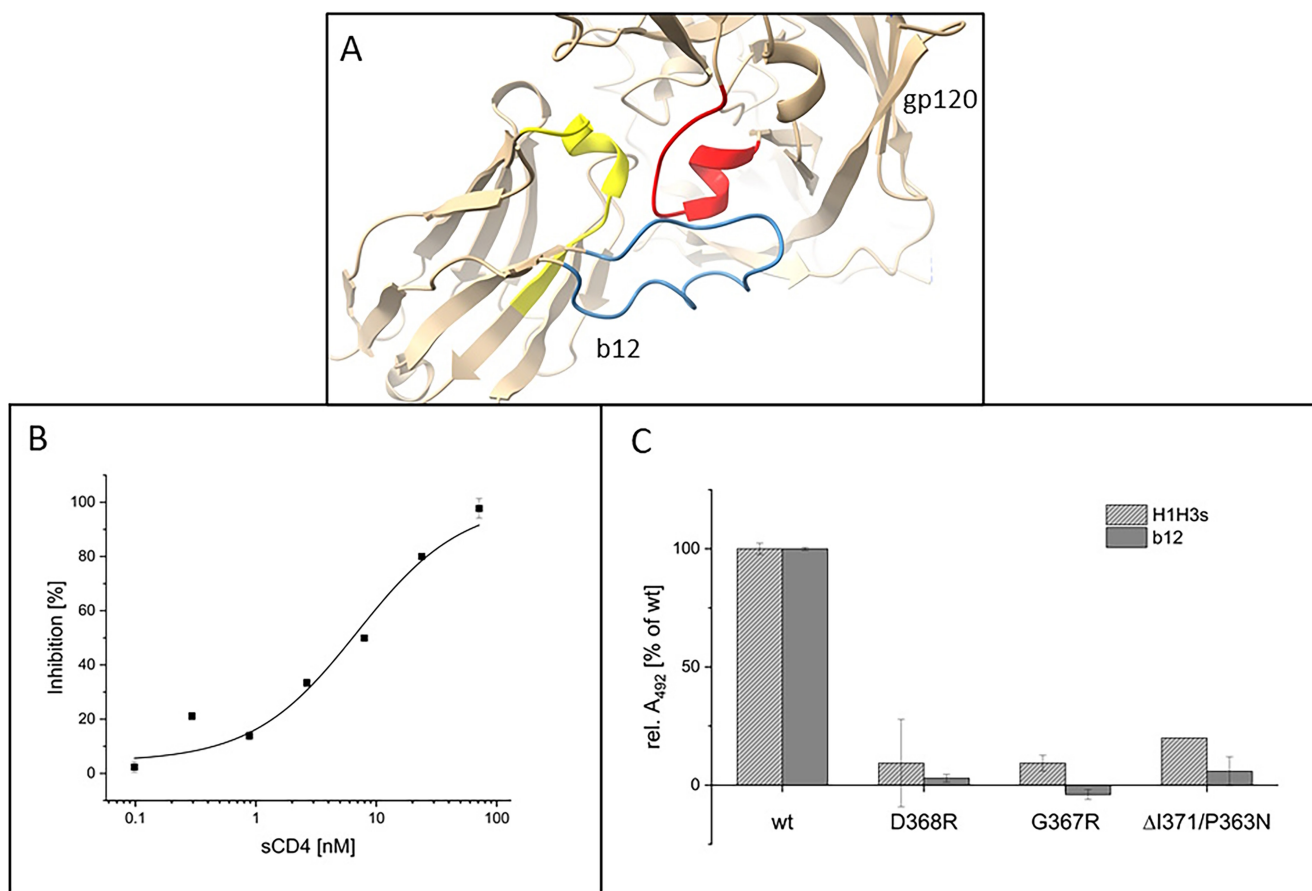 A
gp120
b12
B
Inhibition [%]
100
80
60
40
20
0
0.1 1 10 100
sCD4 [nM]
C
rel. A492 [% of wt]
H1H3s
b12
100
50
0
wt D368R G367R ΔI371/P363N